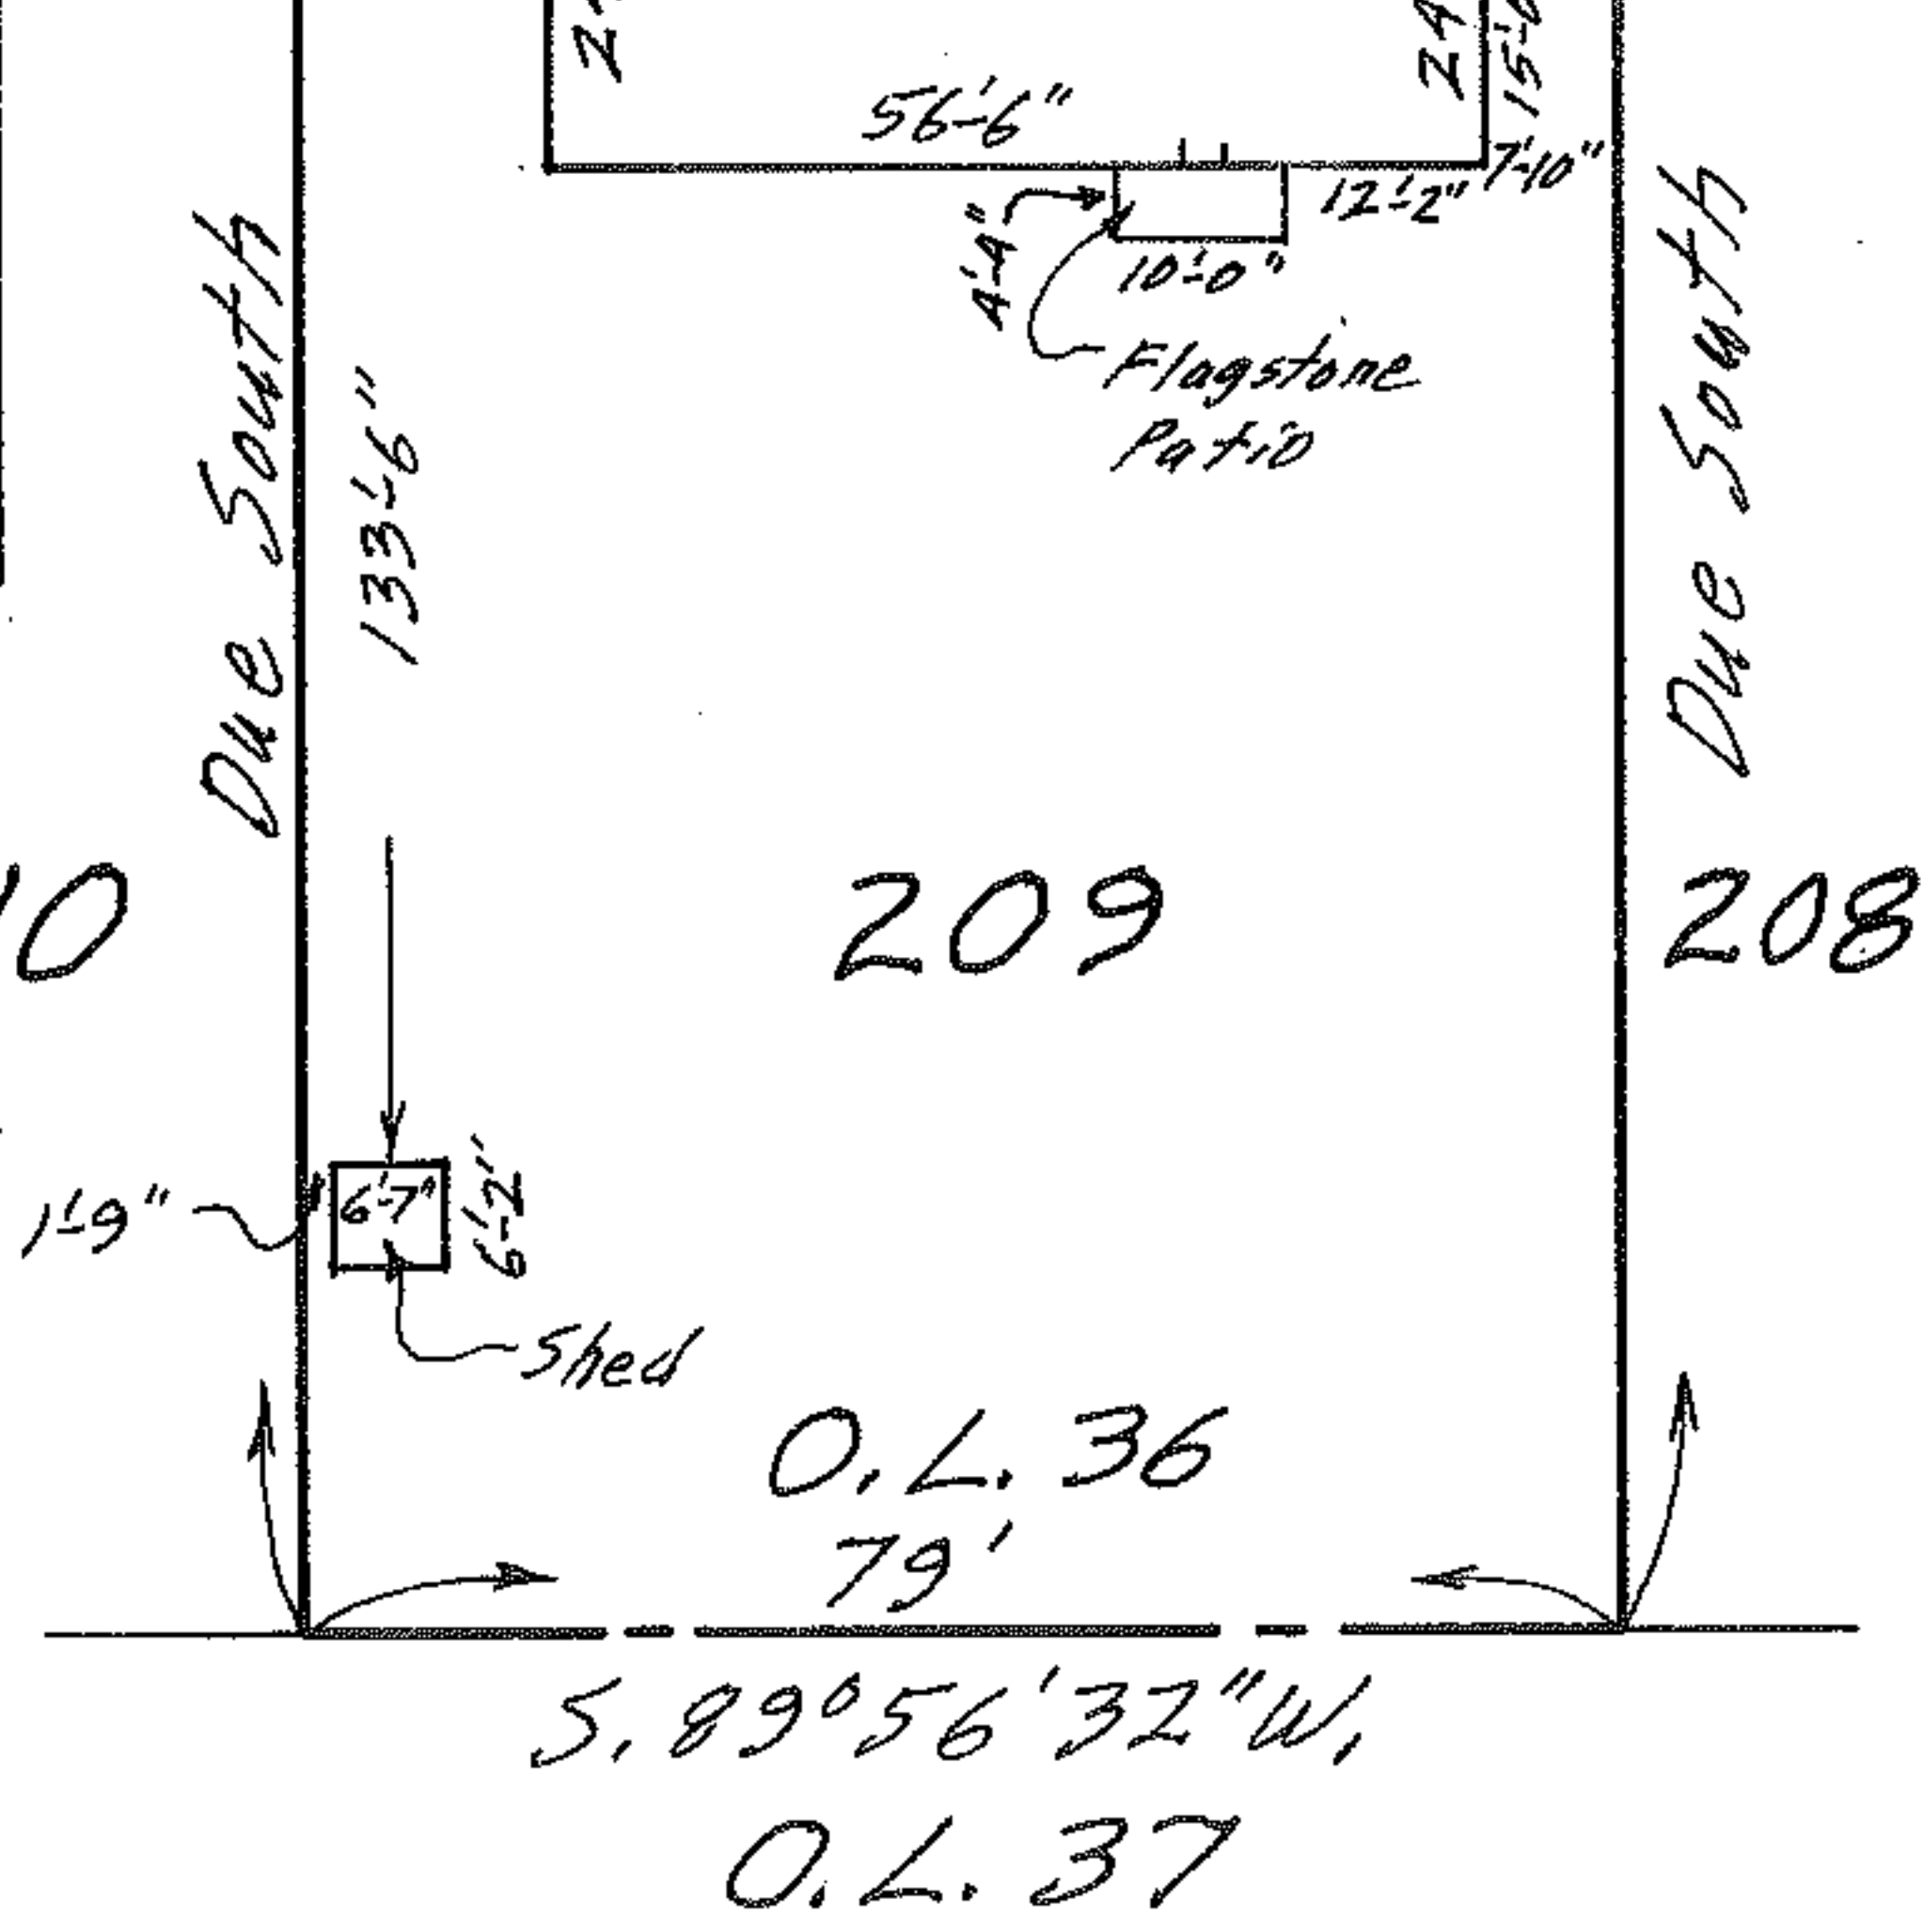 56'-6"
7'-10"
12'-2"
4'-4"
10'-0"
Flagstone
Patio
Due South
133'-6"
Due South
209
208
1'-9"
6'-7"
6'-2"
Shed
O.L. 36
79'
S. 89°56'32"W.
O.L. 37